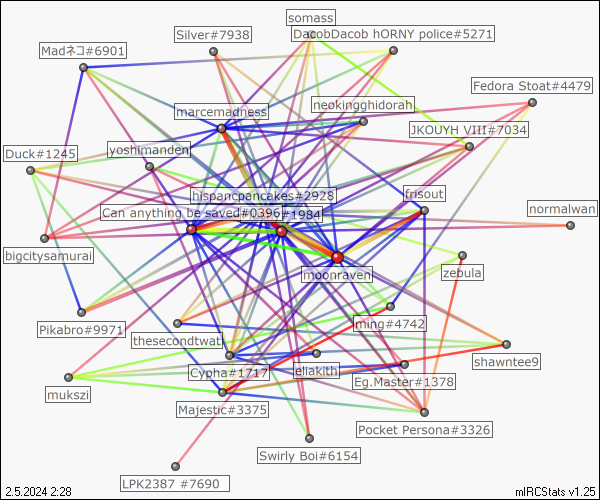 somass
Silver#7938
DacobDacob hORNY police#5271
Madネコ#6901
Fedora Stoat#4479
marcemadness
neokingghidorah
JKOUYH VIII#7034
Duck#1245
yoshimanden
hispanicpancakes#2928
frisout
Can anything be saved#0396
#1984
normalwan
bigcitysamurai
moonraven
zebula
Pikabro#9971
thesecondtwat
ming#4742
shawntee9
Cypha#1717
eliakith
Eg.Master#1378
mukszi
Majestic#3375
Pocket Persona#3326
Swirly Boi#6154
LPK2387 #7690
2.5.2024 2:28
mIRCStats v1.25